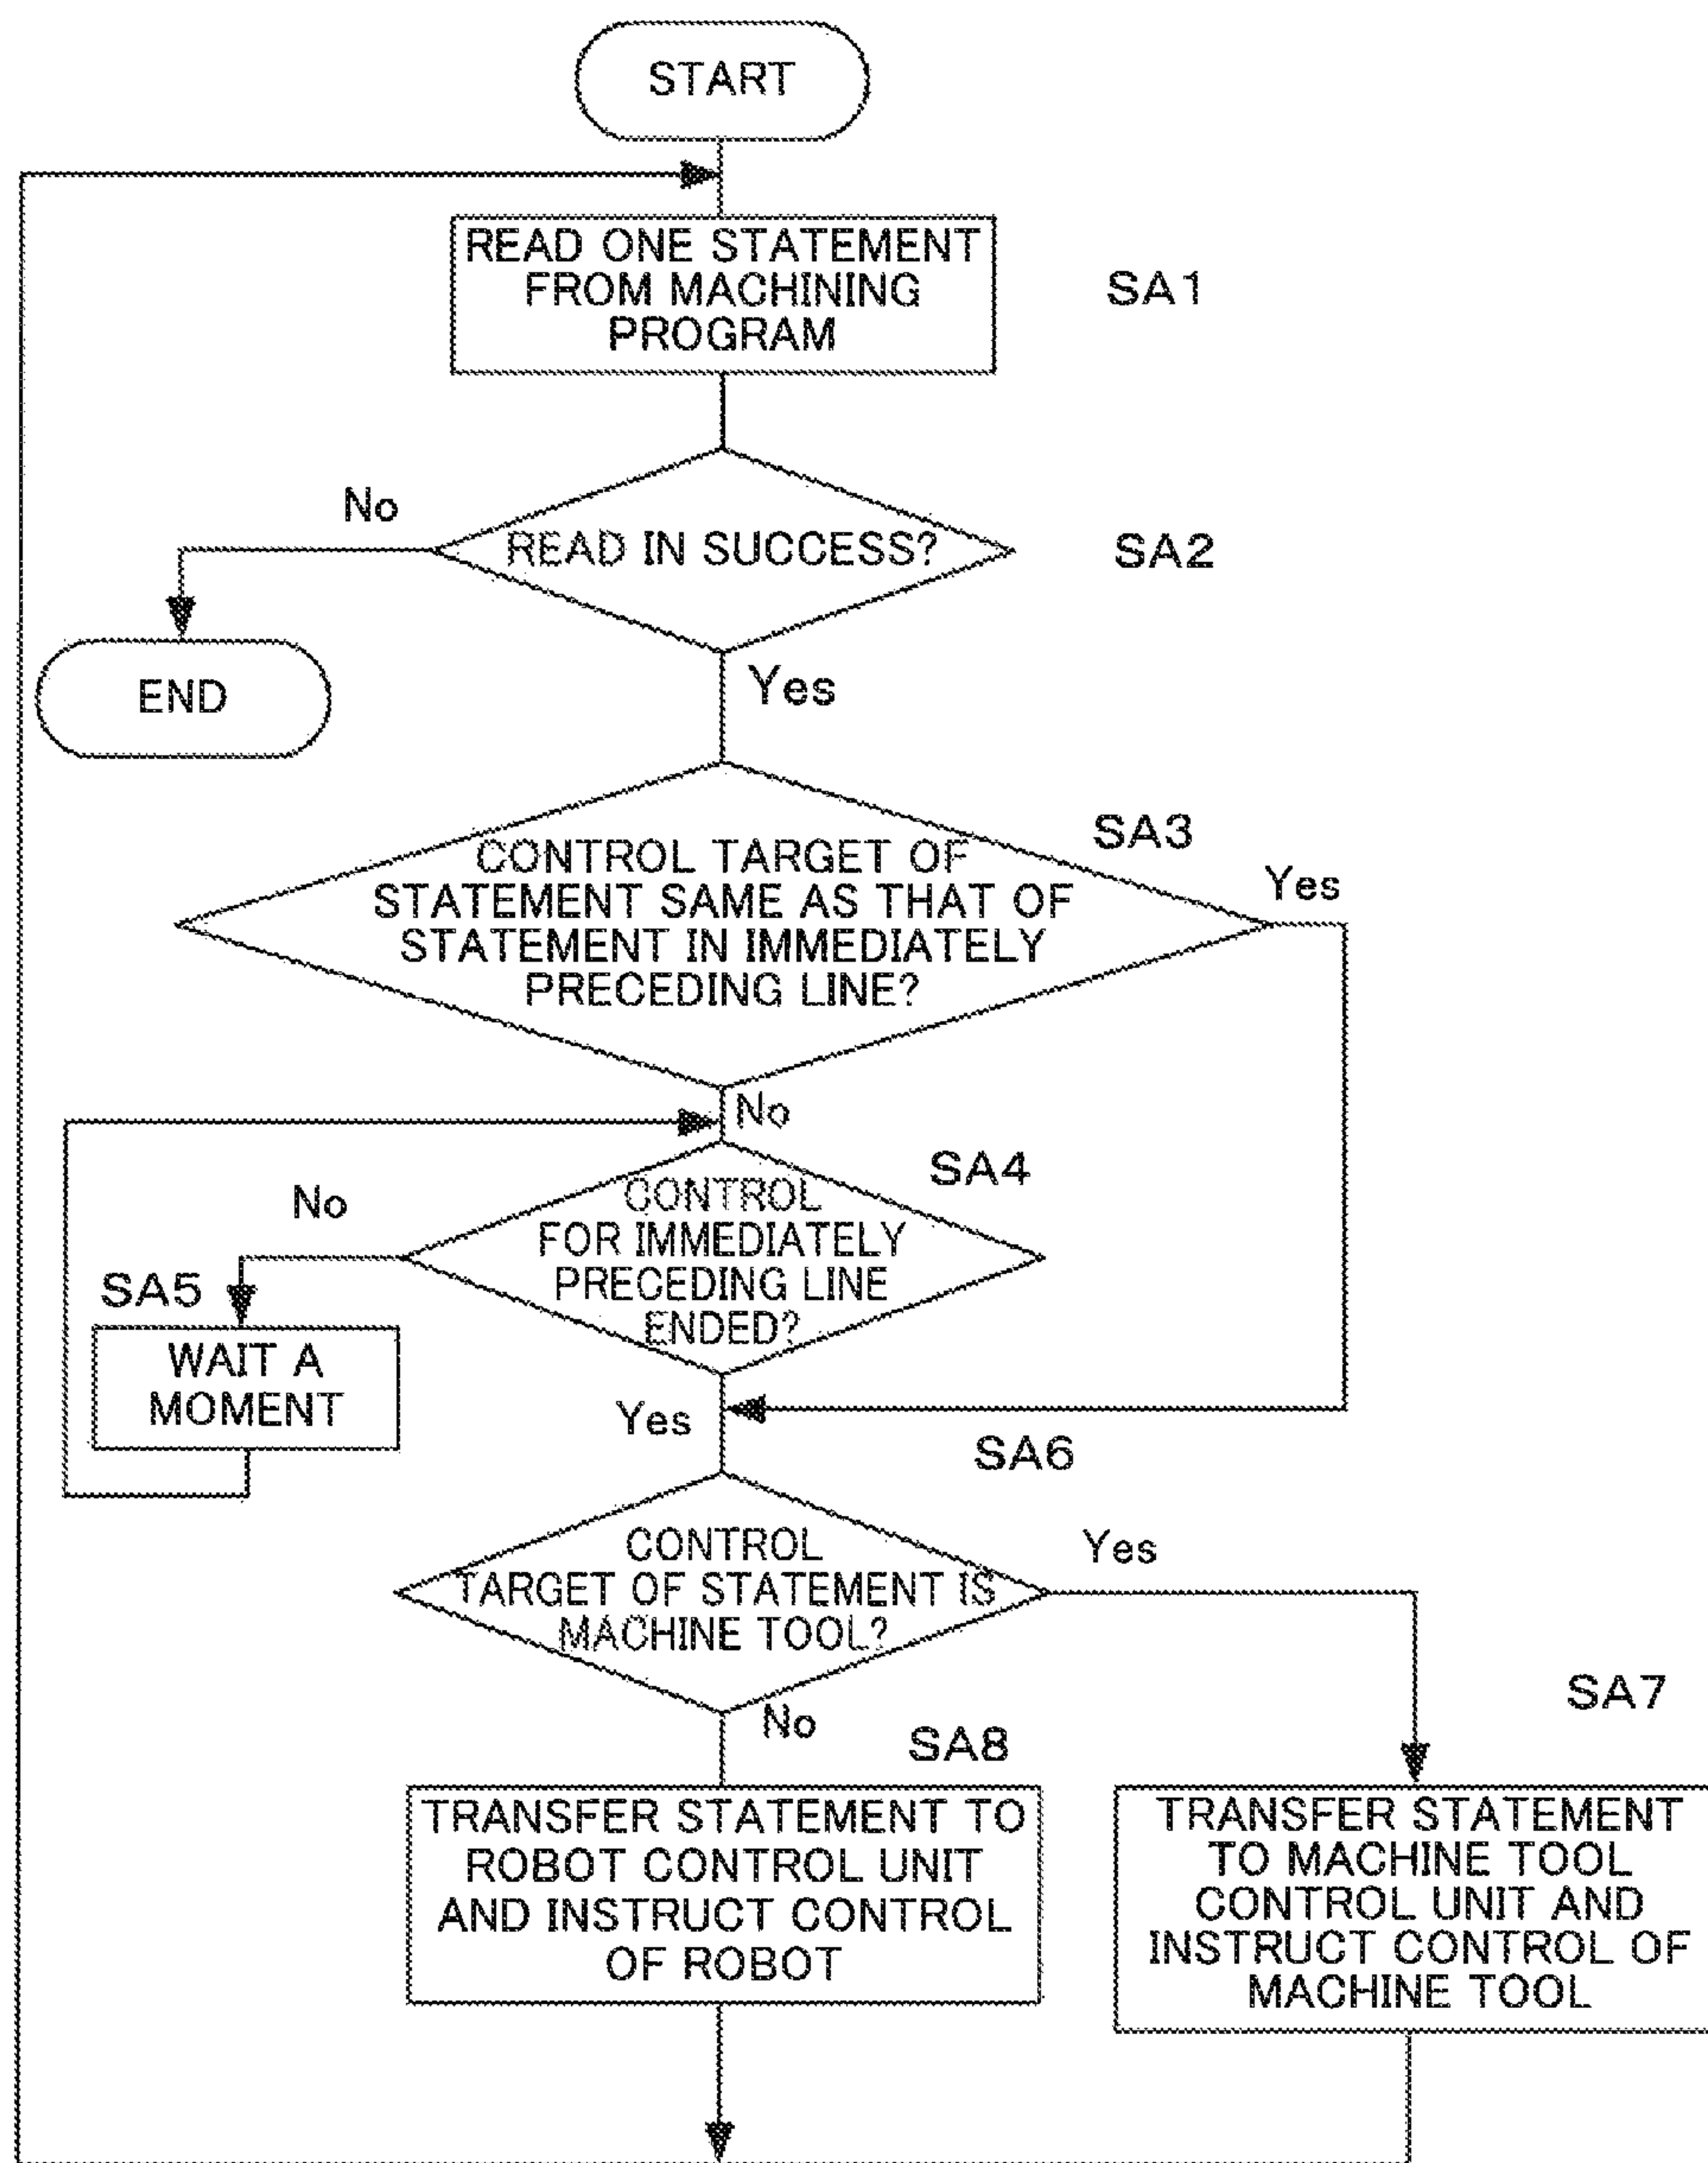 START
READ ONE STATEMENT
FROM MACHINING
PROGRAM
SA1
No
READ IN SUCCESS?
SA2
END
Yes
SA3
CONTROL TARGET OF
STATEMENT SAME AS THAT OF
STATEMENT IN IMMEDIATELY
PRECEDING LINE?
Yes
No
SA4
No
CONTROL
FOR IMMEDIATELY
PRECEDING LINE
ENDED?
SA5
WAIT A
MOMENT
Yes
SA6
CONTROL
TARGET OF STATEMENT IS
MACHINE TOOL?
Yes
No
SA8
SA7
TRANSFER STATEMENT TO
ROBOT CONTROL UNIT
AND INSTRUCT CONTROL
OF ROBOT
TRANSFER STATEMENT
TO MACHINE TOOL
CONTROL UNIT AND
INSTRUCT CONTROL OF
MACHINE TOOL